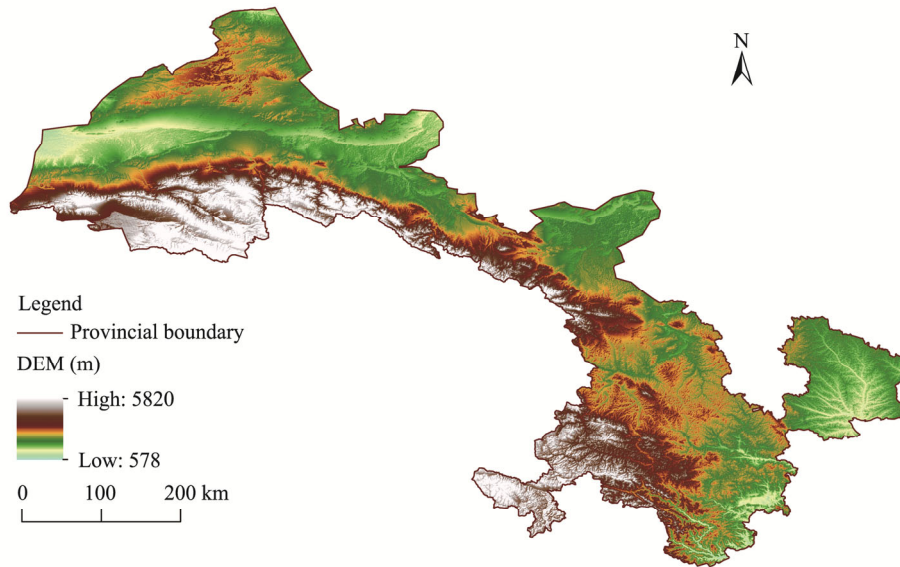 N
Legend
Provincial boundary
DEM (m)
High: 5820
Low: 578
0 100 200 km